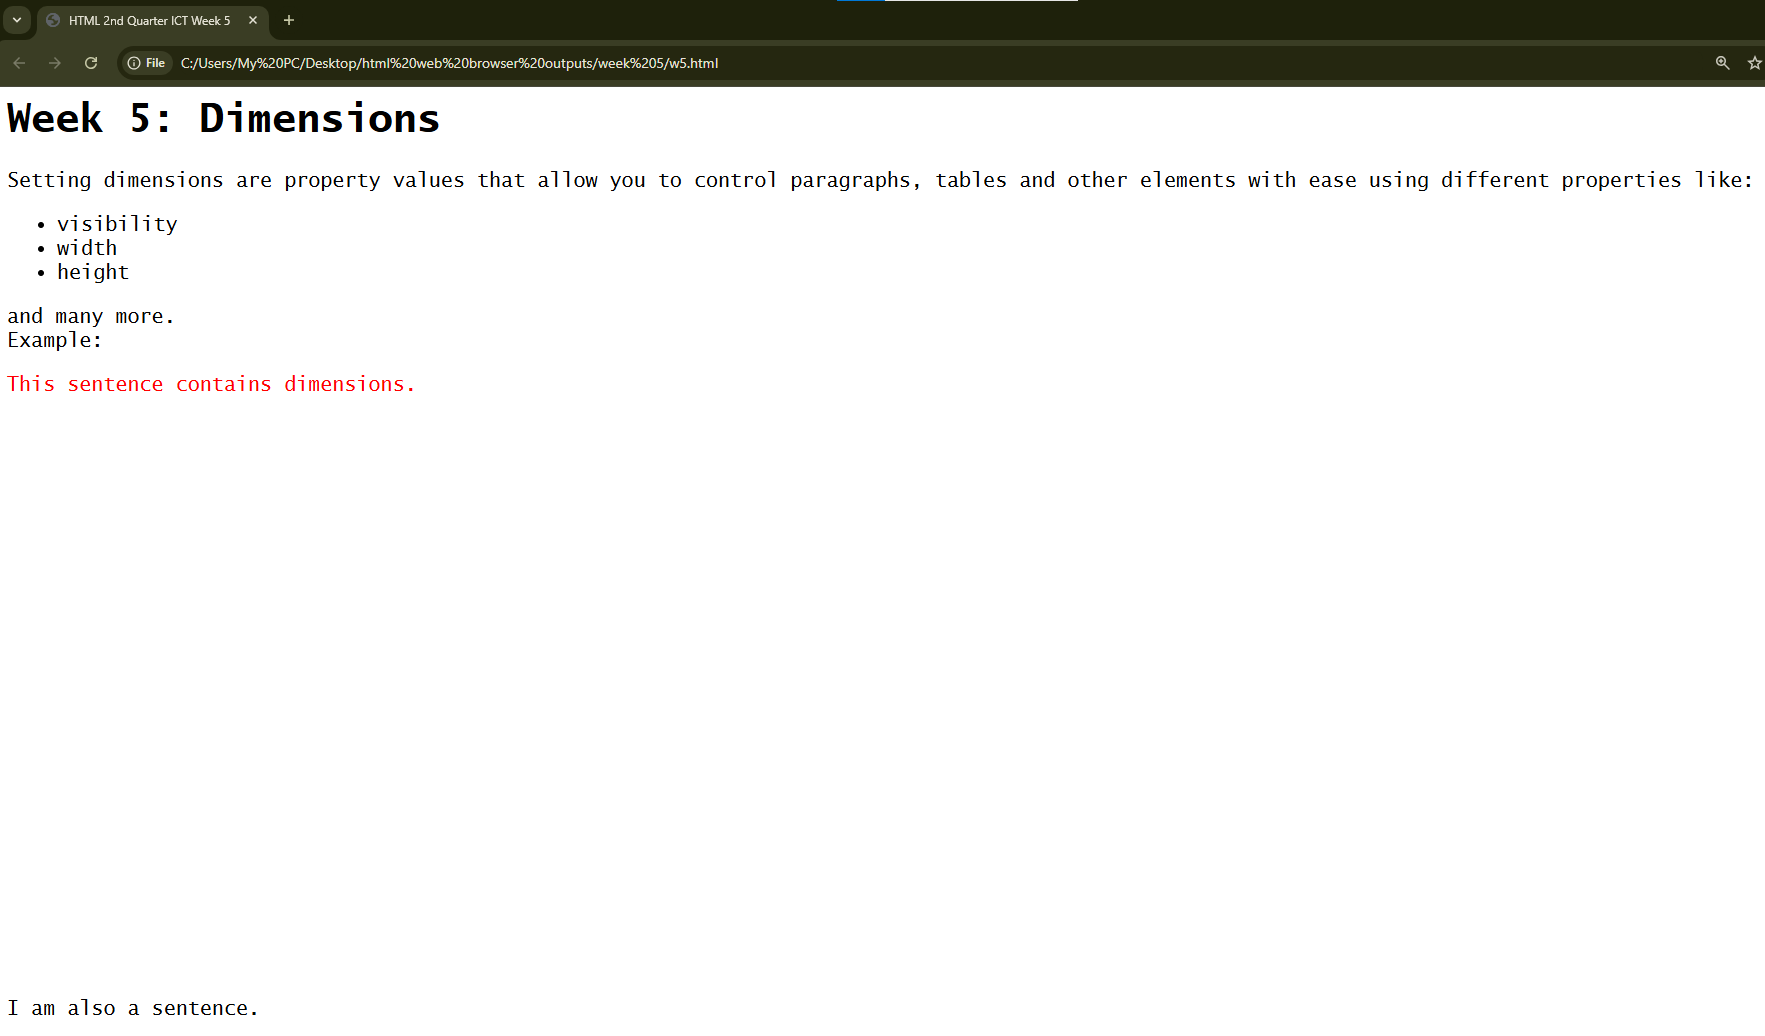 HTML 2nd Quarter ICT Week 5
File C:/Users/My%20PC/Desktop/html%20web%20browser%20outputs/week%205/w5.html
Week 5: Dimensions
Setting dimensions are property values that allow you to control paragraphs, tables and other elements with ease using different properties like:
• visibility
• width
• height
and many more.
Example:
This sentence contains dimensions.
I am also a sentence.